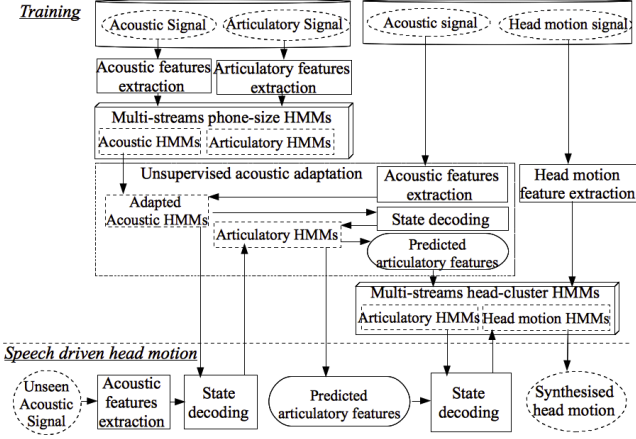 Training
Acoustic Signal
Articulatory Signal
Acoustic signal
Head motion signal
Acoustic features
extraction
Articulatory features
extraction
Multi-streams phone-size HMMs
Acoustic HMMs
Articulatory HMMs
Unsupervised acoustic adaptation
Acoustic features
extraction
Head motion
feature extraction
Adapted
Acoustic HMMs
State decoding
Articulatory HMMs
Predicted
articulatory features
Multi-streams head-cluster HMMs
Articulatory HMMs
Head motion HMMs
Speech driven head motion
Unseen
Acoustic
Signal
Acoustic
features
extraction
State
decoding
Predicted
articulatory features
State
decoding
Synthesised
head motion